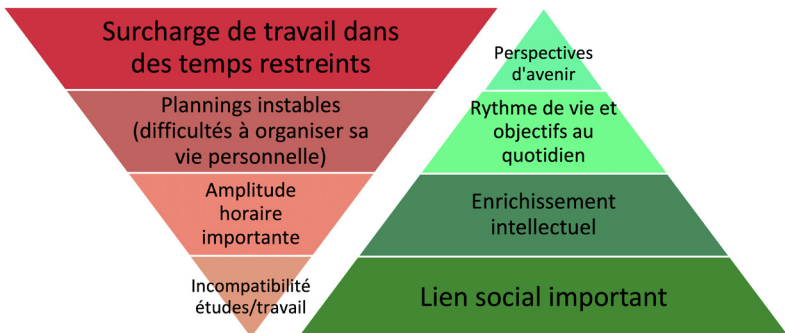 Surcharge de travail dans
des temps restreints
Plannings instables
(difficultés à organiser sa
vie personnelle)
Amplitude
horaire
importante
Incompatibilité
études/travail
Perspectives
d'avenir
Rythme de vie et
objectifs au
quotidien
Enrichissement
intellectuel
Lien social important